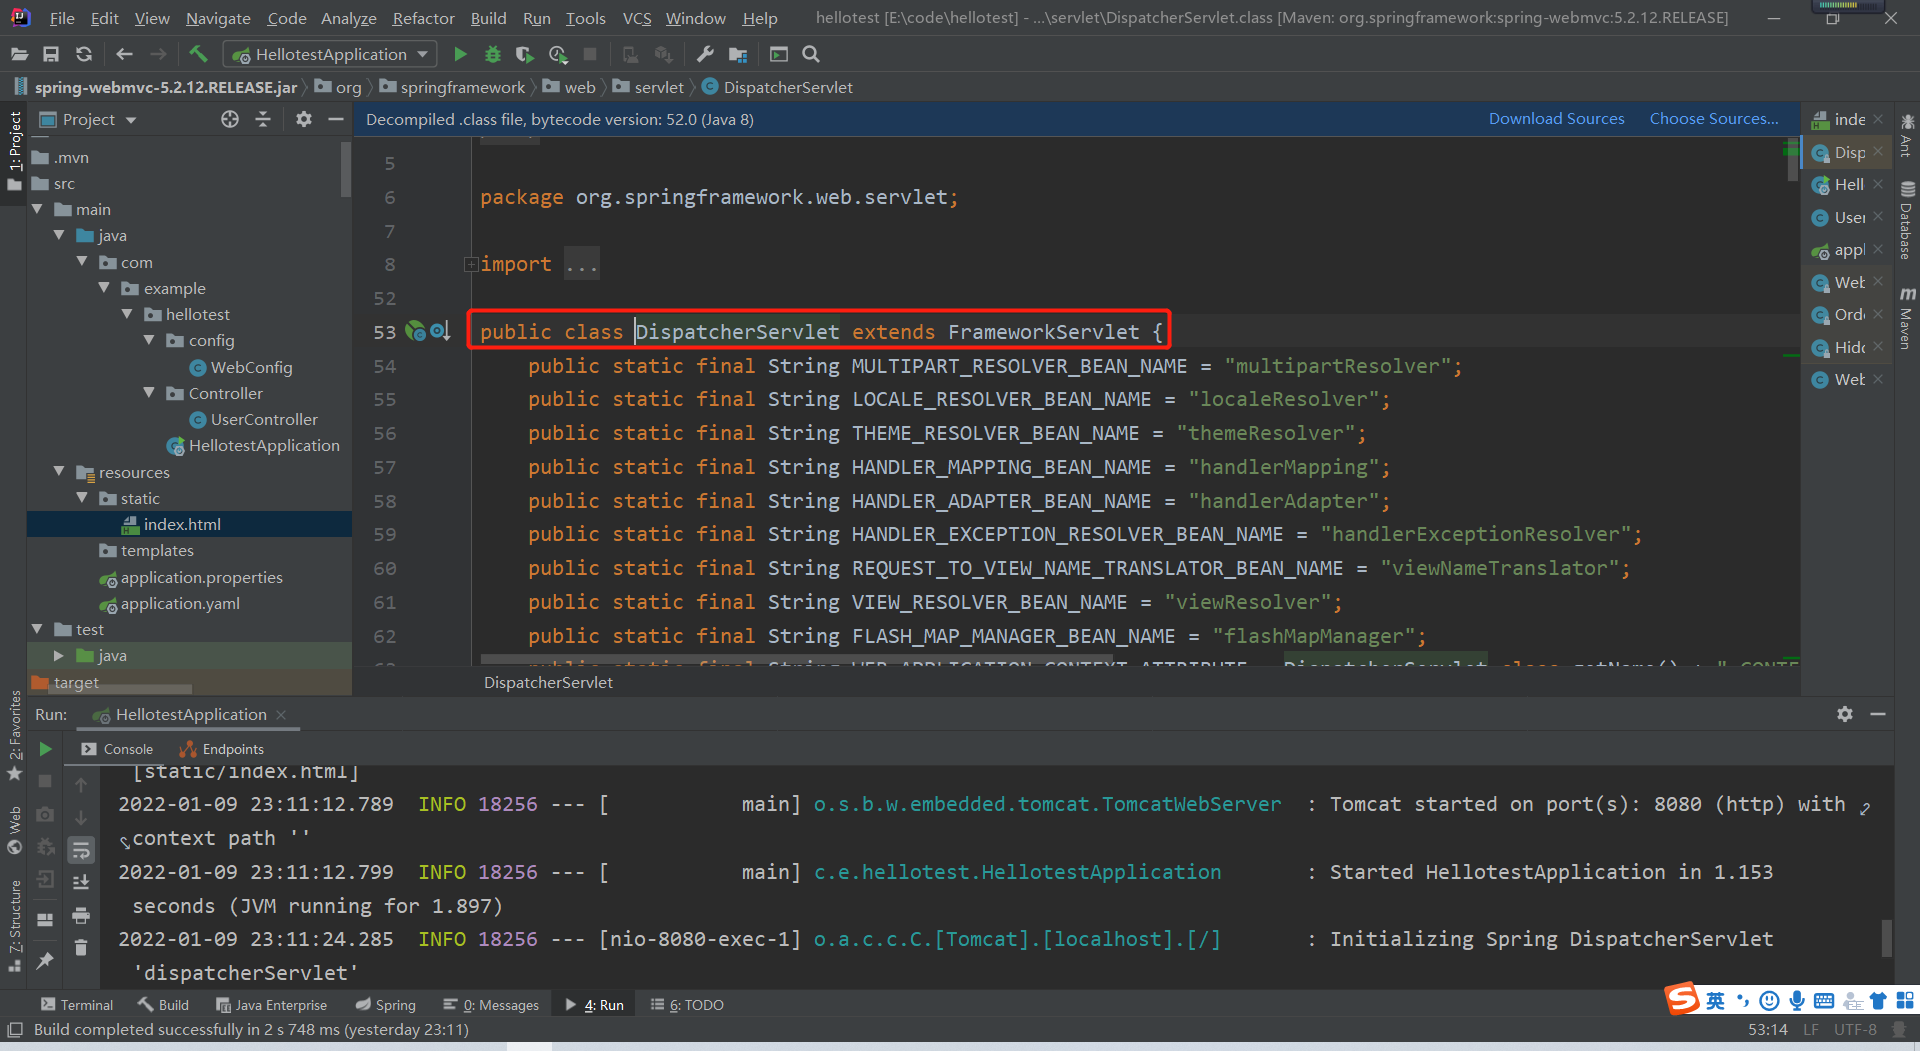 File Edit View Navigate Code Analyze Refactor Build Run Tools VCS Window Help hellotest [E:\code\hellotest] - ...\servlet\DispatcherServlet.class [Maven: org.springframework:spring-webmvc:5.2.12.RELEASE]
HellotestApplication
spring-webmvc-5.2.12.RELEASE.jar org springframework web servlet DispatcherServlet
1: Project
Project
.mvn
src
main
java
com
example
hellotest
config
WebConfig
Controller
UserController
HellotestApplication
resources
static
index.html
templates
application.properties
application.yaml
test
java
target
Decompiled .class file, bytecode version: 52.0 (Java 8) Download Sources Choose Sources...
5
6 package org.springframework.web.servlet;
7
8 import ...
52
53 public class DispatcherServlet extends FrameworkServlet {
54 public static final String MULTIPART_RESOLVER_BEAN_NAME = "multipartResolver";
55 public static final String LOCALE_RESOLVER_BEAN_NAME = "localeResolver";
56 public static final String THEME_RESOLVER_BEAN_NAME = "themeResolver";
57 public static final String HANDLER_MAPPING_BEAN_NAME = "handlerMapping";
58 public static final String HANDLER_ADAPTER_BEAN_NAME = "handlerAdapter";
59 public static final String HANDLER_EXCEPTION_RESOLVER_BEAN_NAME = "handlerExceptionResolver";
60 public static final String REQUEST_TO_VIEW_NAME_TRANSLATOR_BEAN_NAME = "viewNameTranslator";
61 public static final String VIEW_RESOLVER_BEAN_NAME = "viewResolver";
62 public static final String FLASH_MAP_MANAGER_BEAN_NAME = "flashMapManager";
DispatcherServlet
inde
Disp
Hell
User
appl
Web
Orde
Hidd
Web
Ant
Database
Maven
2: Favorites
Web
7: Structure
Run: HellotestApplication
Console Endpoints
[static/index.html]
2022-01-09 23:11:12.789 INFO 18256 --- [ main] o.s.b.w.embedded.tomcat.TomcatWebServer : Tomcat started on port(s): 8080 (http) with
context path ''
2022-01-09 23:11:12.799 INFO 18256 --- [ main] c.e.hellotest.HellotestApplication : Started HellotestApplication in 1.153
seconds (JVM running for 1.897)
2022-01-09 23:11:24.285 INFO 18256 --- [nio-8080-exec-1] o.a.c.c.C.[Tomcat].[localhost].[/] : Initializing Spring DispatcherServlet
'dispatcherServlet'
Terminal Build Java Enterprise Spring 0: Messages 4: Run 6: TODO
英
Build completed successfully in 2 s 748 ms (yesterday 23:11) 53:14 LF UTF-8